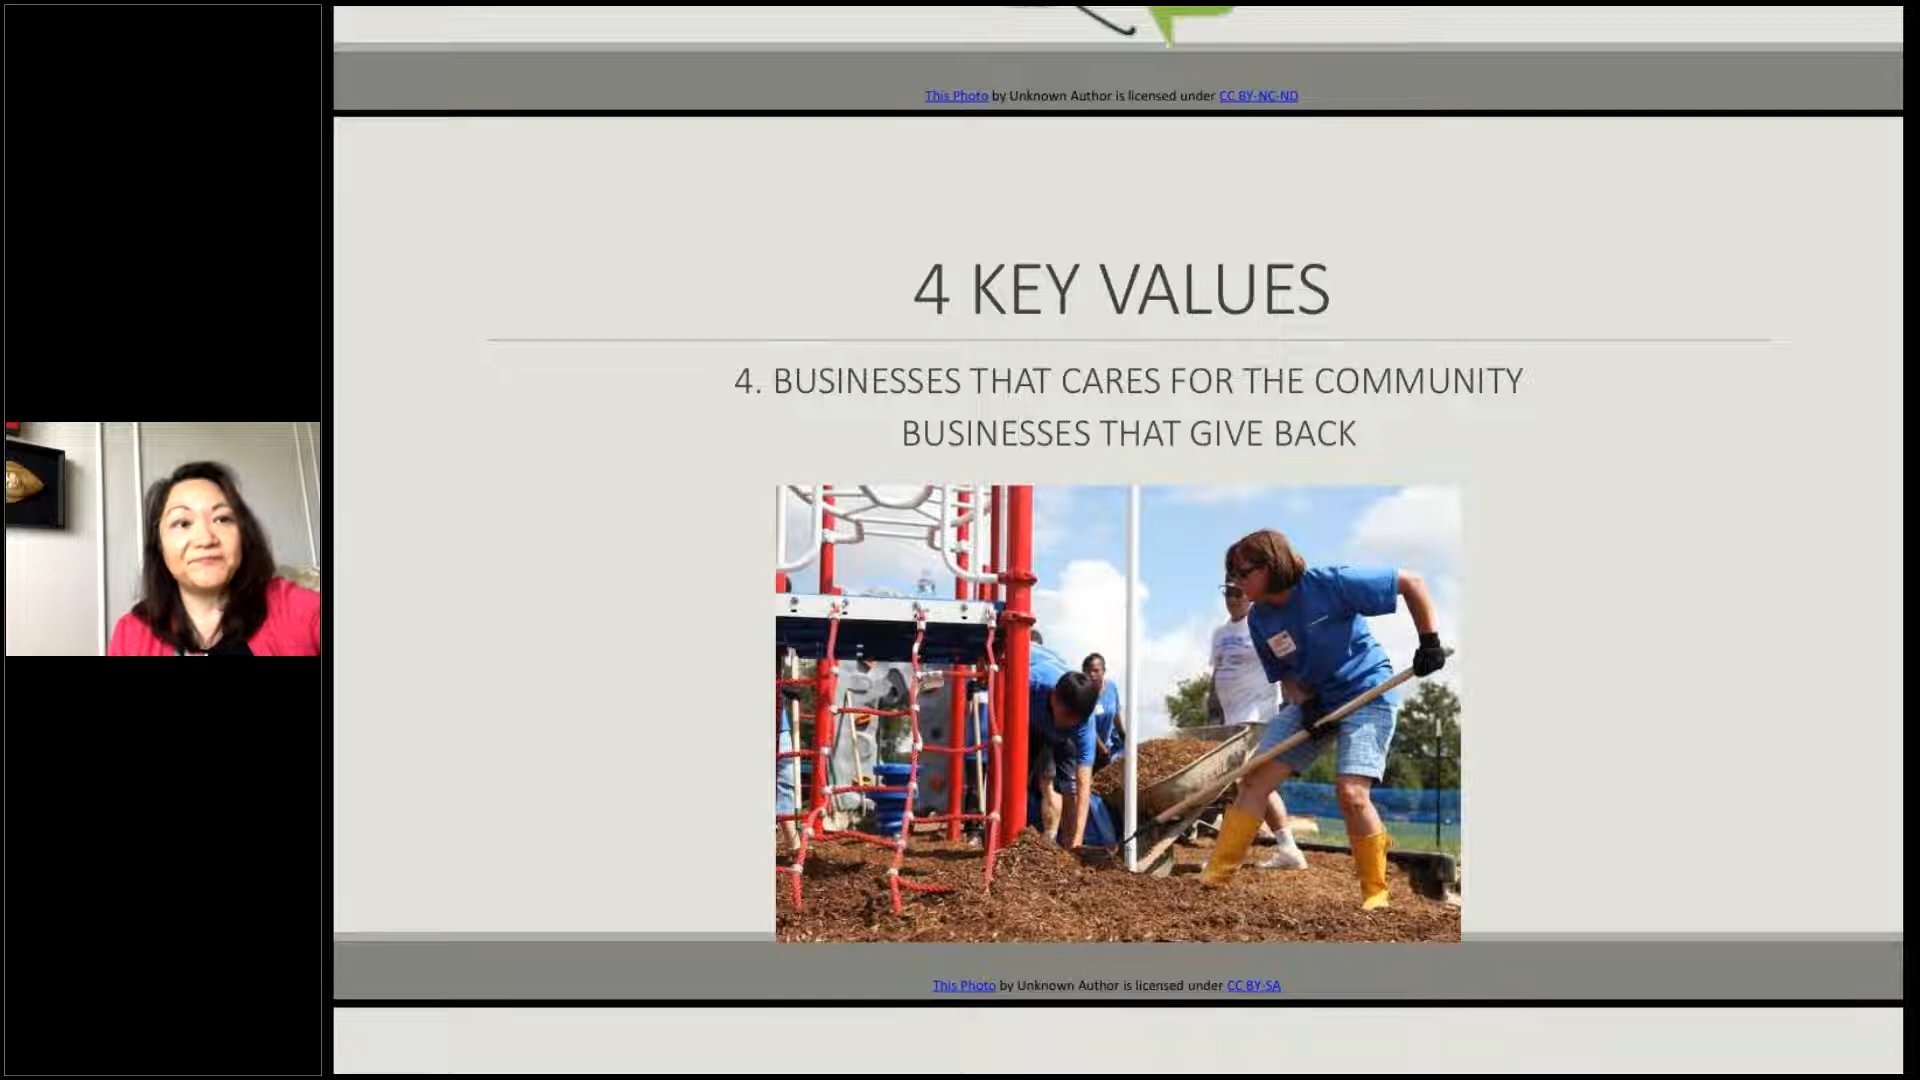 This Photo by Unknown Author is licensed under CC BY-NC-ND
4 KEY VALUES
4. BUSINESSES THAT CARES FOR THE COMMUNITY
BUSINESSES THAT GIVE BACK
This Photo by Unknown Author is licensed under CC BY-SA